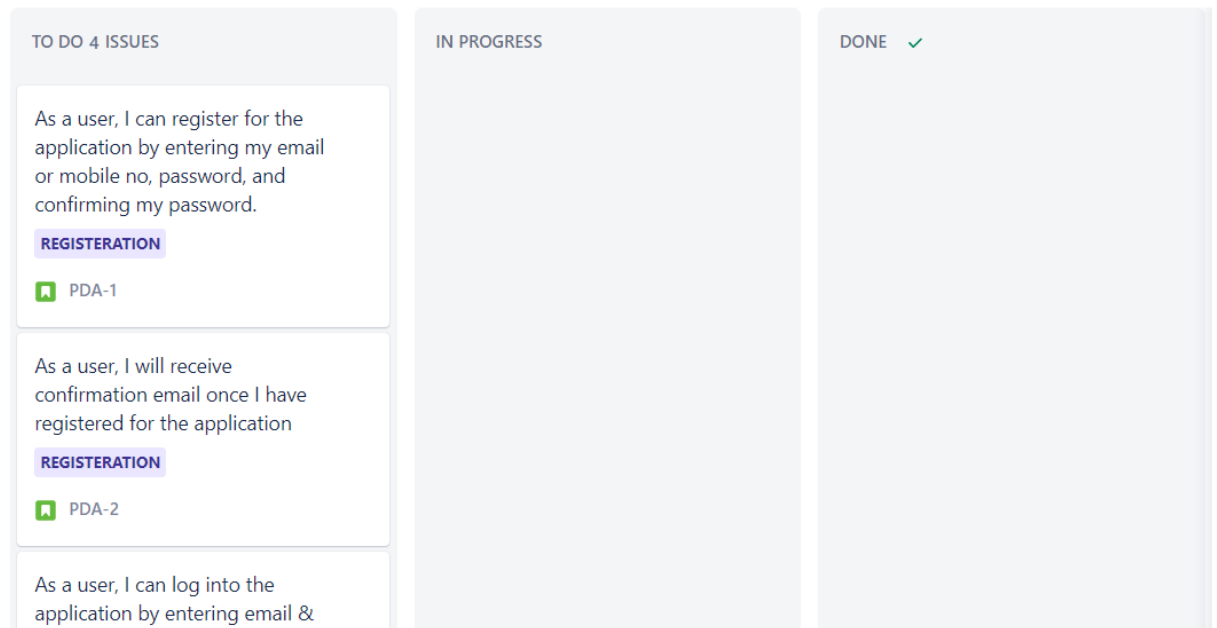 TO DO 4 ISSUES
IN PROGRESS
DONE
As a user, I can register for the
application by entering my email
or mobile no, password, and
confirming my password.
REGISTERATION
PDA-1
As a user, I will receive
confirmation email once I have
registered for the application
REGISTERATION
PDA-2
As a user, I can log into the
application by entering email &